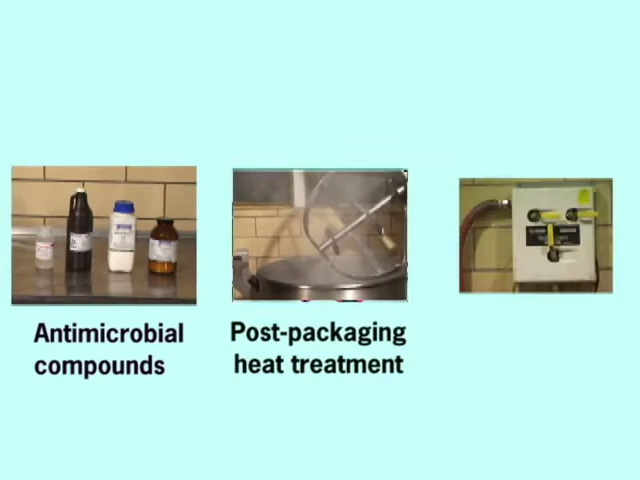 Antimicrobial
compounds
Post-packaging
heat treatment